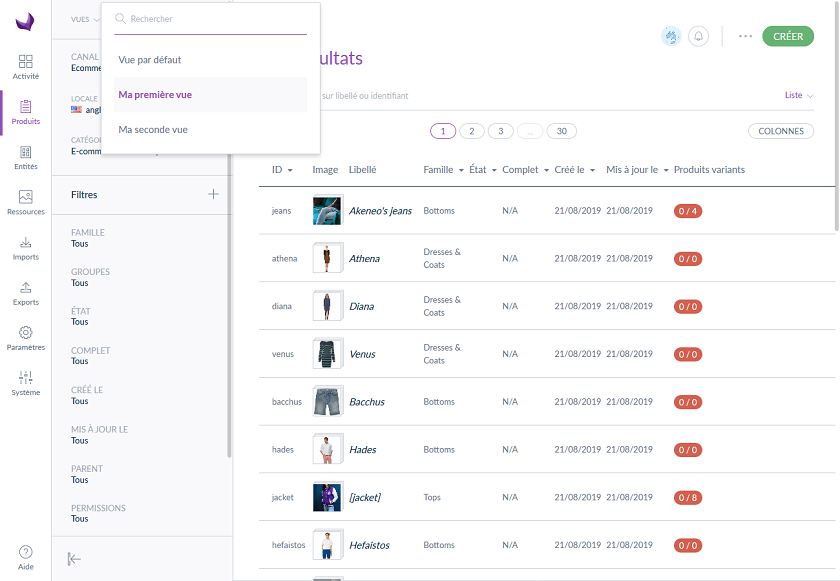 VUES
Rechercher
Vue par défaut
Ma première vue
Ma seconde vue
CANAL
Ecomme
LOCALE
angl
CATÉGO
E-comm
Activité
Produits
Entités
Ressources
Imports
Exports
Paramètres
Système
Aide
Filtres
FAMILLE
Tous
GROUPES
Tous
ÉTAT
Tous
COMPLET
Tous
CRÉÉ LE
Tous
MIS À JOUR LE
Tous
PARENT
Tous
PERMISSIONS
Tous
ultats
CRÉER
sur libellé ou identifiant
Liste
1 2 3 ... 30
COLONNES
ID Image Libellé Famille État Complet Créé le Mis à jour le Produits variants
jeans Akeneo's jeans Bottoms N/A 21/08/2019 21/08/2019 0 / 4
athena Athena Dresses & Coats N/A 21/08/2019 21/08/2019 0 / 0
diana Diana Dresses & Coats N/A 21/08/2019 21/08/2019 0 / 0
venus Venus Dresses & Coats N/A 21/08/2019 21/08/2019 0 / 0
bacchus Bacchus Bottoms N/A 21/08/2019 21/08/2019 0 / 0
hades Hades Bottoms N/A 21/08/2019 21/08/2019 0 / 0
jacket [jacket] Tops N/A 21/08/2019 21/08/2019 0 / 8
hefaistos Hefaistos Bottoms N/A 21/08/2019 21/08/2019 0 / 0